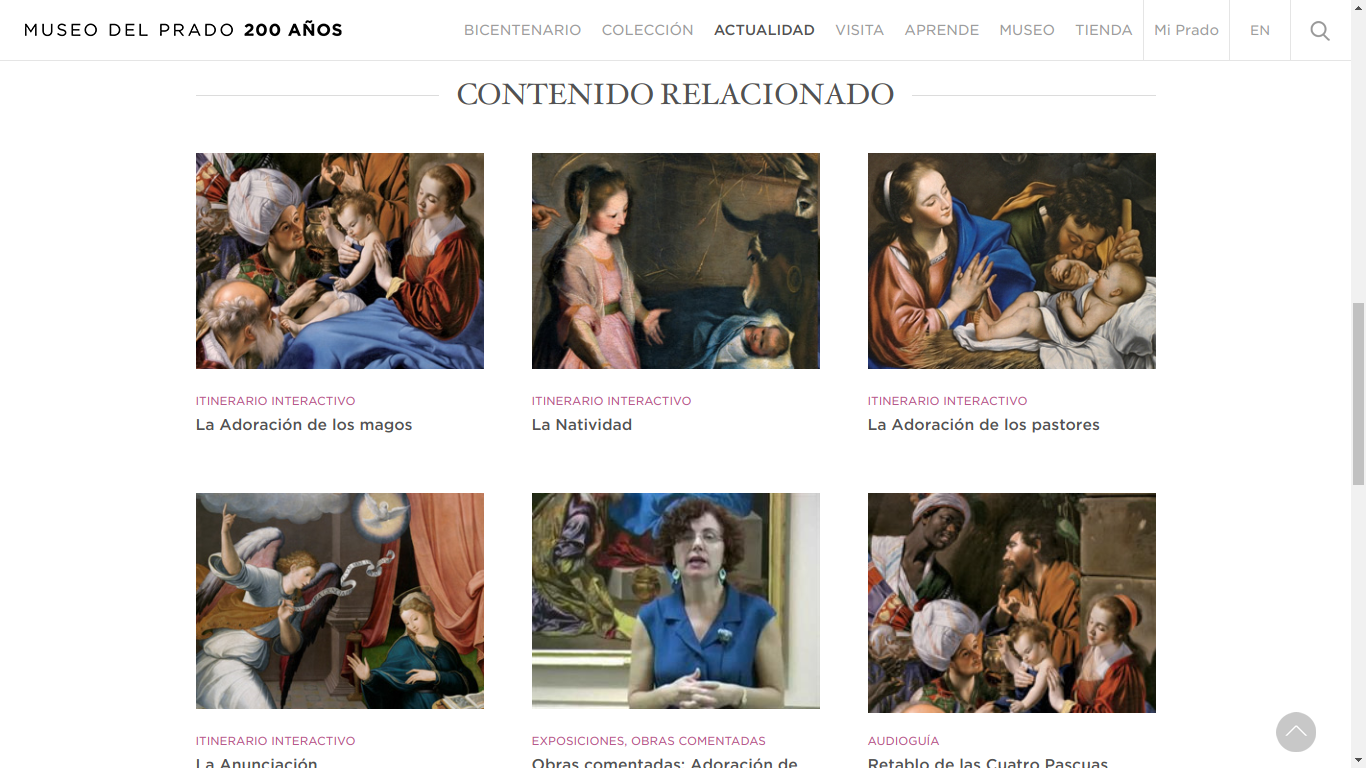 MUSEO DEL PRADO 200 AÑOS
BICENTENARIO COLECCIÓN ACTUALIDAD VISITA APRENDE MUSEO TIENDA Mi Prado EN
CONTENIDO RELACIONADO
ITINERARIO INTERACTIVO
La Adoración de los magos
ITINERARIO INTERACTIVO
La Natividad
ITINERARIO INTERACTIVO
La Adoración de los pastores
ITINERARIO INTERACTIVO
La Anunciación
EXPOSICIONES, OBRAS COMENTADAS
Obras comentadas: Adoración de
AUDIOGUÍA
Retablo de las Cuatro Pascuas